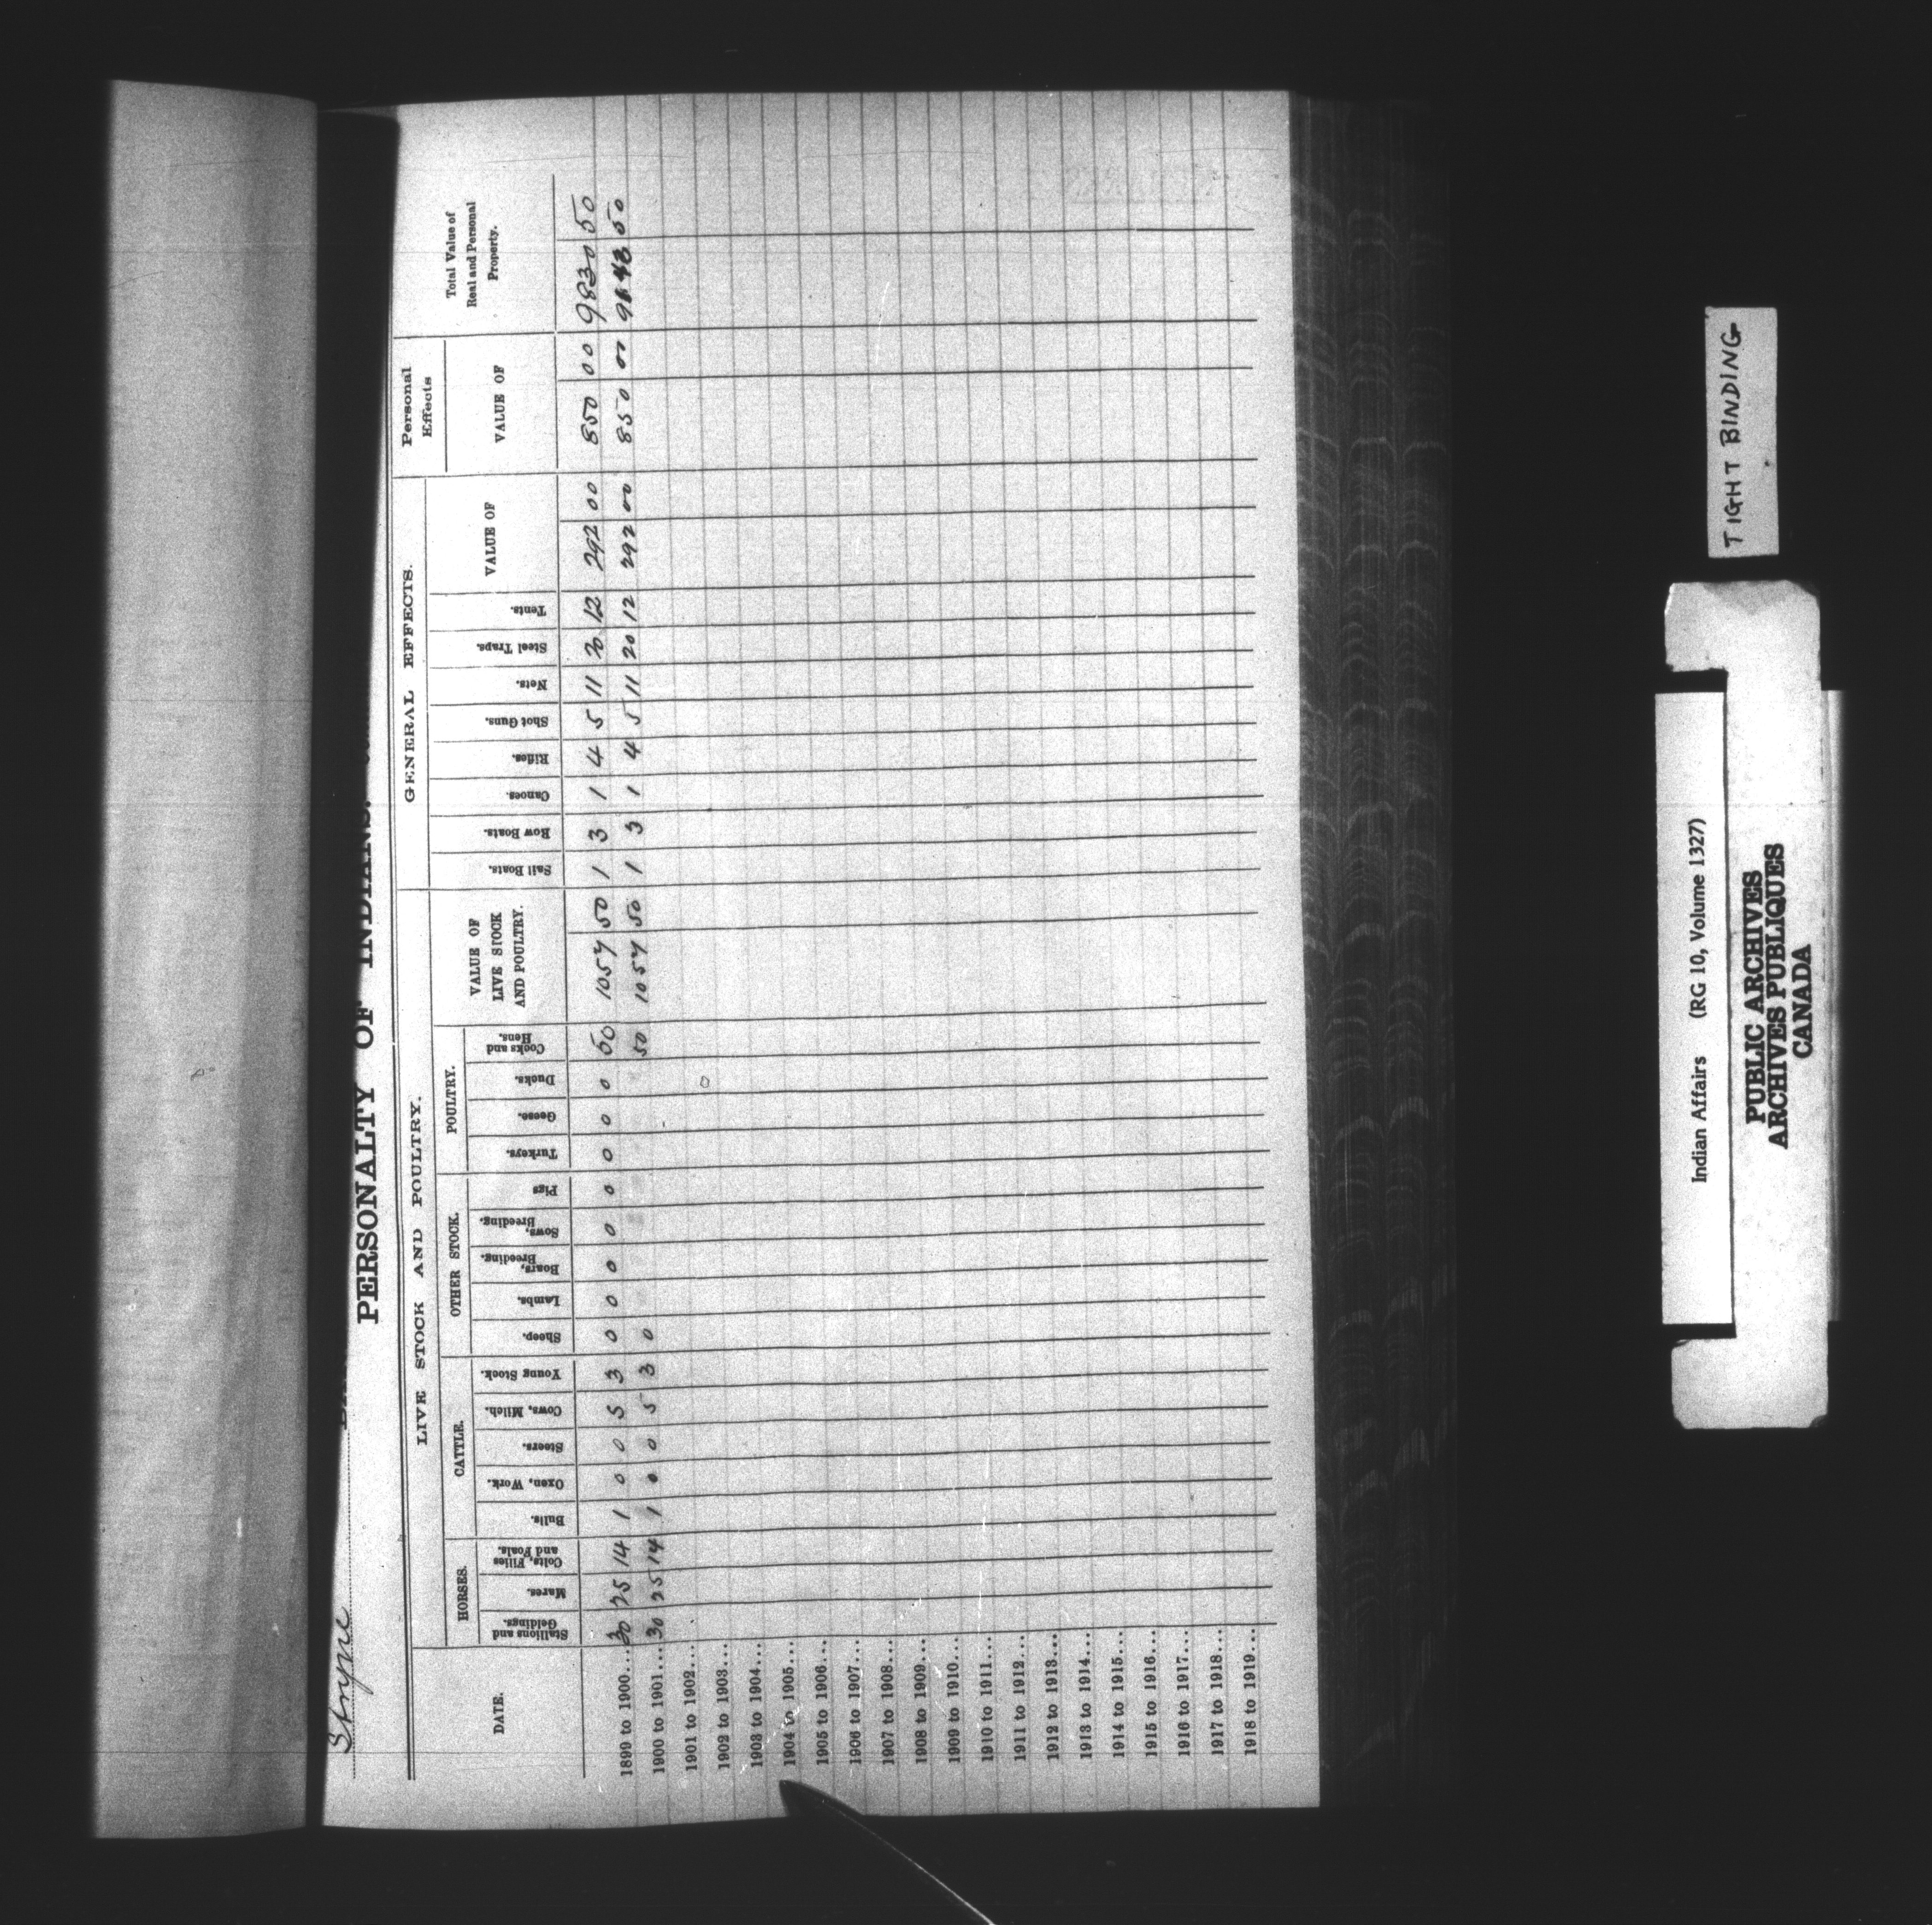 Stryne
PERSONALTY OF INDIANS.
DATE.
LIVE STOCK AND POULTRY.
GENERAL EFFECTS.
Personal Effects
Total Value of Real and Personal Property.
HORSES.
CATTLE.
OTHER STOCK.
POULTRY.
VALUE OF LIVE STOCK AND POULTRY.
VALUE OF
VALUE OF
Stallions and Geldings.
Mares.
Colts, Fillies and Foals.
Bulls.
Oxen, Work.
Steers.
Cows, Milch.
Young Stock.
Sheep.
Lambs.
Boars, Breeding.
Sows, Breeding.
Pigs
Turkeys.
Geese.
Ducks.
Cocks and Hens.
Sail Boats.
Row Boats.
Canoes.
Rifles.
Shot Guns.
Nets.
Steel Traps.
Tents.
1899 to 1900... 30 25 14 1 0 0 5 3 0 0 0 0 0 0 0 0 50 1057 50 1 3 1 4 5 11 20 12 292 00 850 00 9830 50
1900 to 1901... 30 25 14 1 0 0 5 3 0 50 1057 50 1 3 1 4 5 11 20 12 292 00 850 00 50
1901 to 1902...
1902 to 1903...
1903 to 1904...
1904 to 1905...
1905 to 1906...
1906 to 1907...
1907 to 1908...
1908 to 1909...
1909 to 1910...
1910 to 1911...
1911 to 1912...
1912 to 1913...
1913 to 1914...
1914 to 1915...
1915 to 1916...
1916 to 1917...
1917 to 1918...
1918 to 1919...
TIGHT BINDING
Indian Affairs (RG 10, Volume 1327)
PUBLIC ARCHIVES
ARCHIVES PUBLIQUES
CANADA